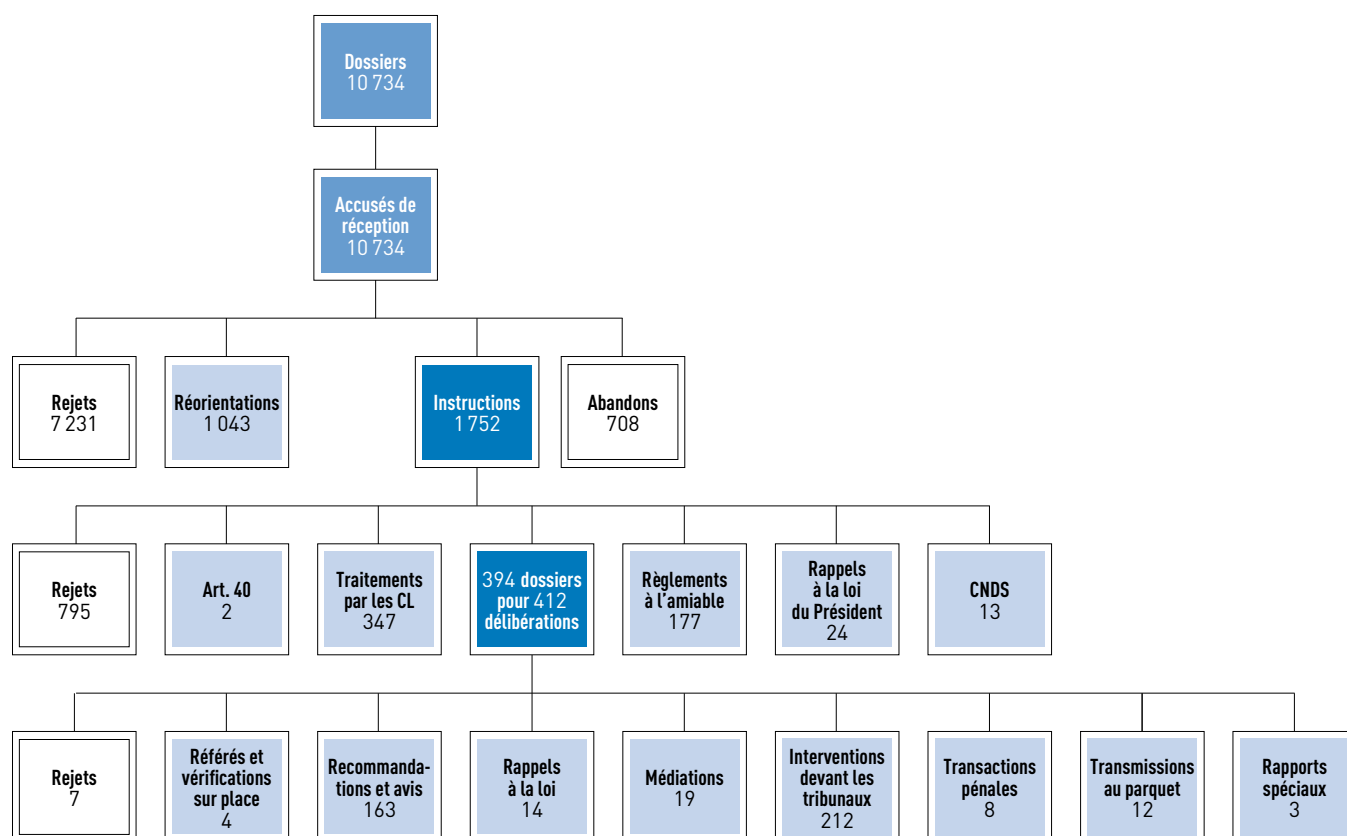 Dossiers
10 734
Accusés de
réception
10 734
Rejets
7 231
Réorientations
1 043
Instructions
1 752
Abandons
708
Rejets
795
Art. 40
2
Traitements
par les CL
347
394 dossiers
pour 412
délibérations
Règlements
à l'amiable
177
Rappels
à la loi
du Président
24
CNDS
13
Rejets
7
Référés et
vérifications
sur place
4
Recommanda-
tions et avis
163
Rappels
à la loi
14
Médiations
19
Interventions
devant les
tribunaux
212
Transactions
pénales
8
Transmissions
au parquet
12
Rapports
spéciaux
3